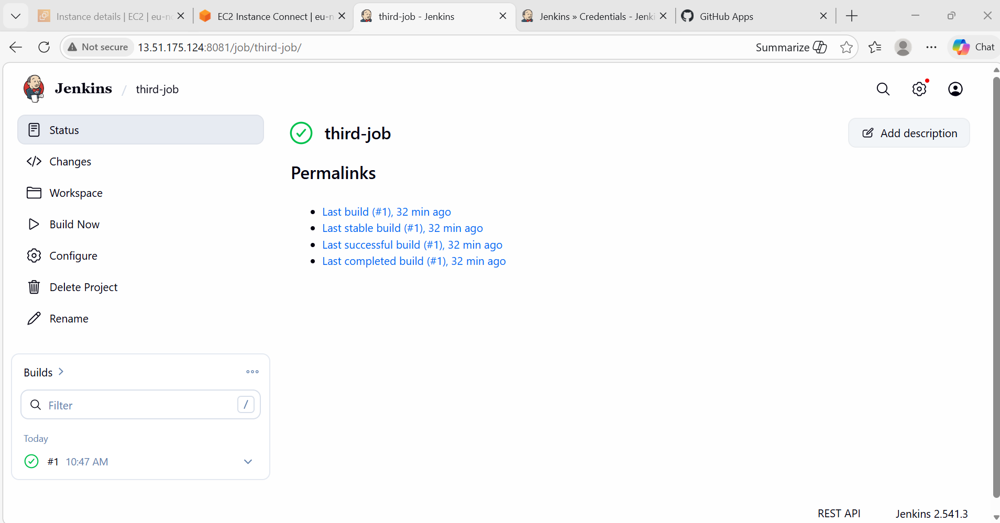 Instance details | EC2 | eu-no
EC2 Instance Connect | eu-n
third-job - Jenkins
Jenkins » Credentials - Jenki
GitHub Apps
Not secure
13.51.175.124:8081/job/third-job/
Summarize
Chat
Jenkins / third-job
Status
Changes
Workspace
Build Now
Configure
Delete Project
Rename
Builds
Filter
/
Today
#1 10:47 AM
third-job
Add description
Permalinks
Last build (#1), 32 min ago
Last stable build (#1), 32 min ago
Last successful build (#1), 32 min ago
Last completed build (#1), 32 min ago
REST API
Jenkins 2.541.3